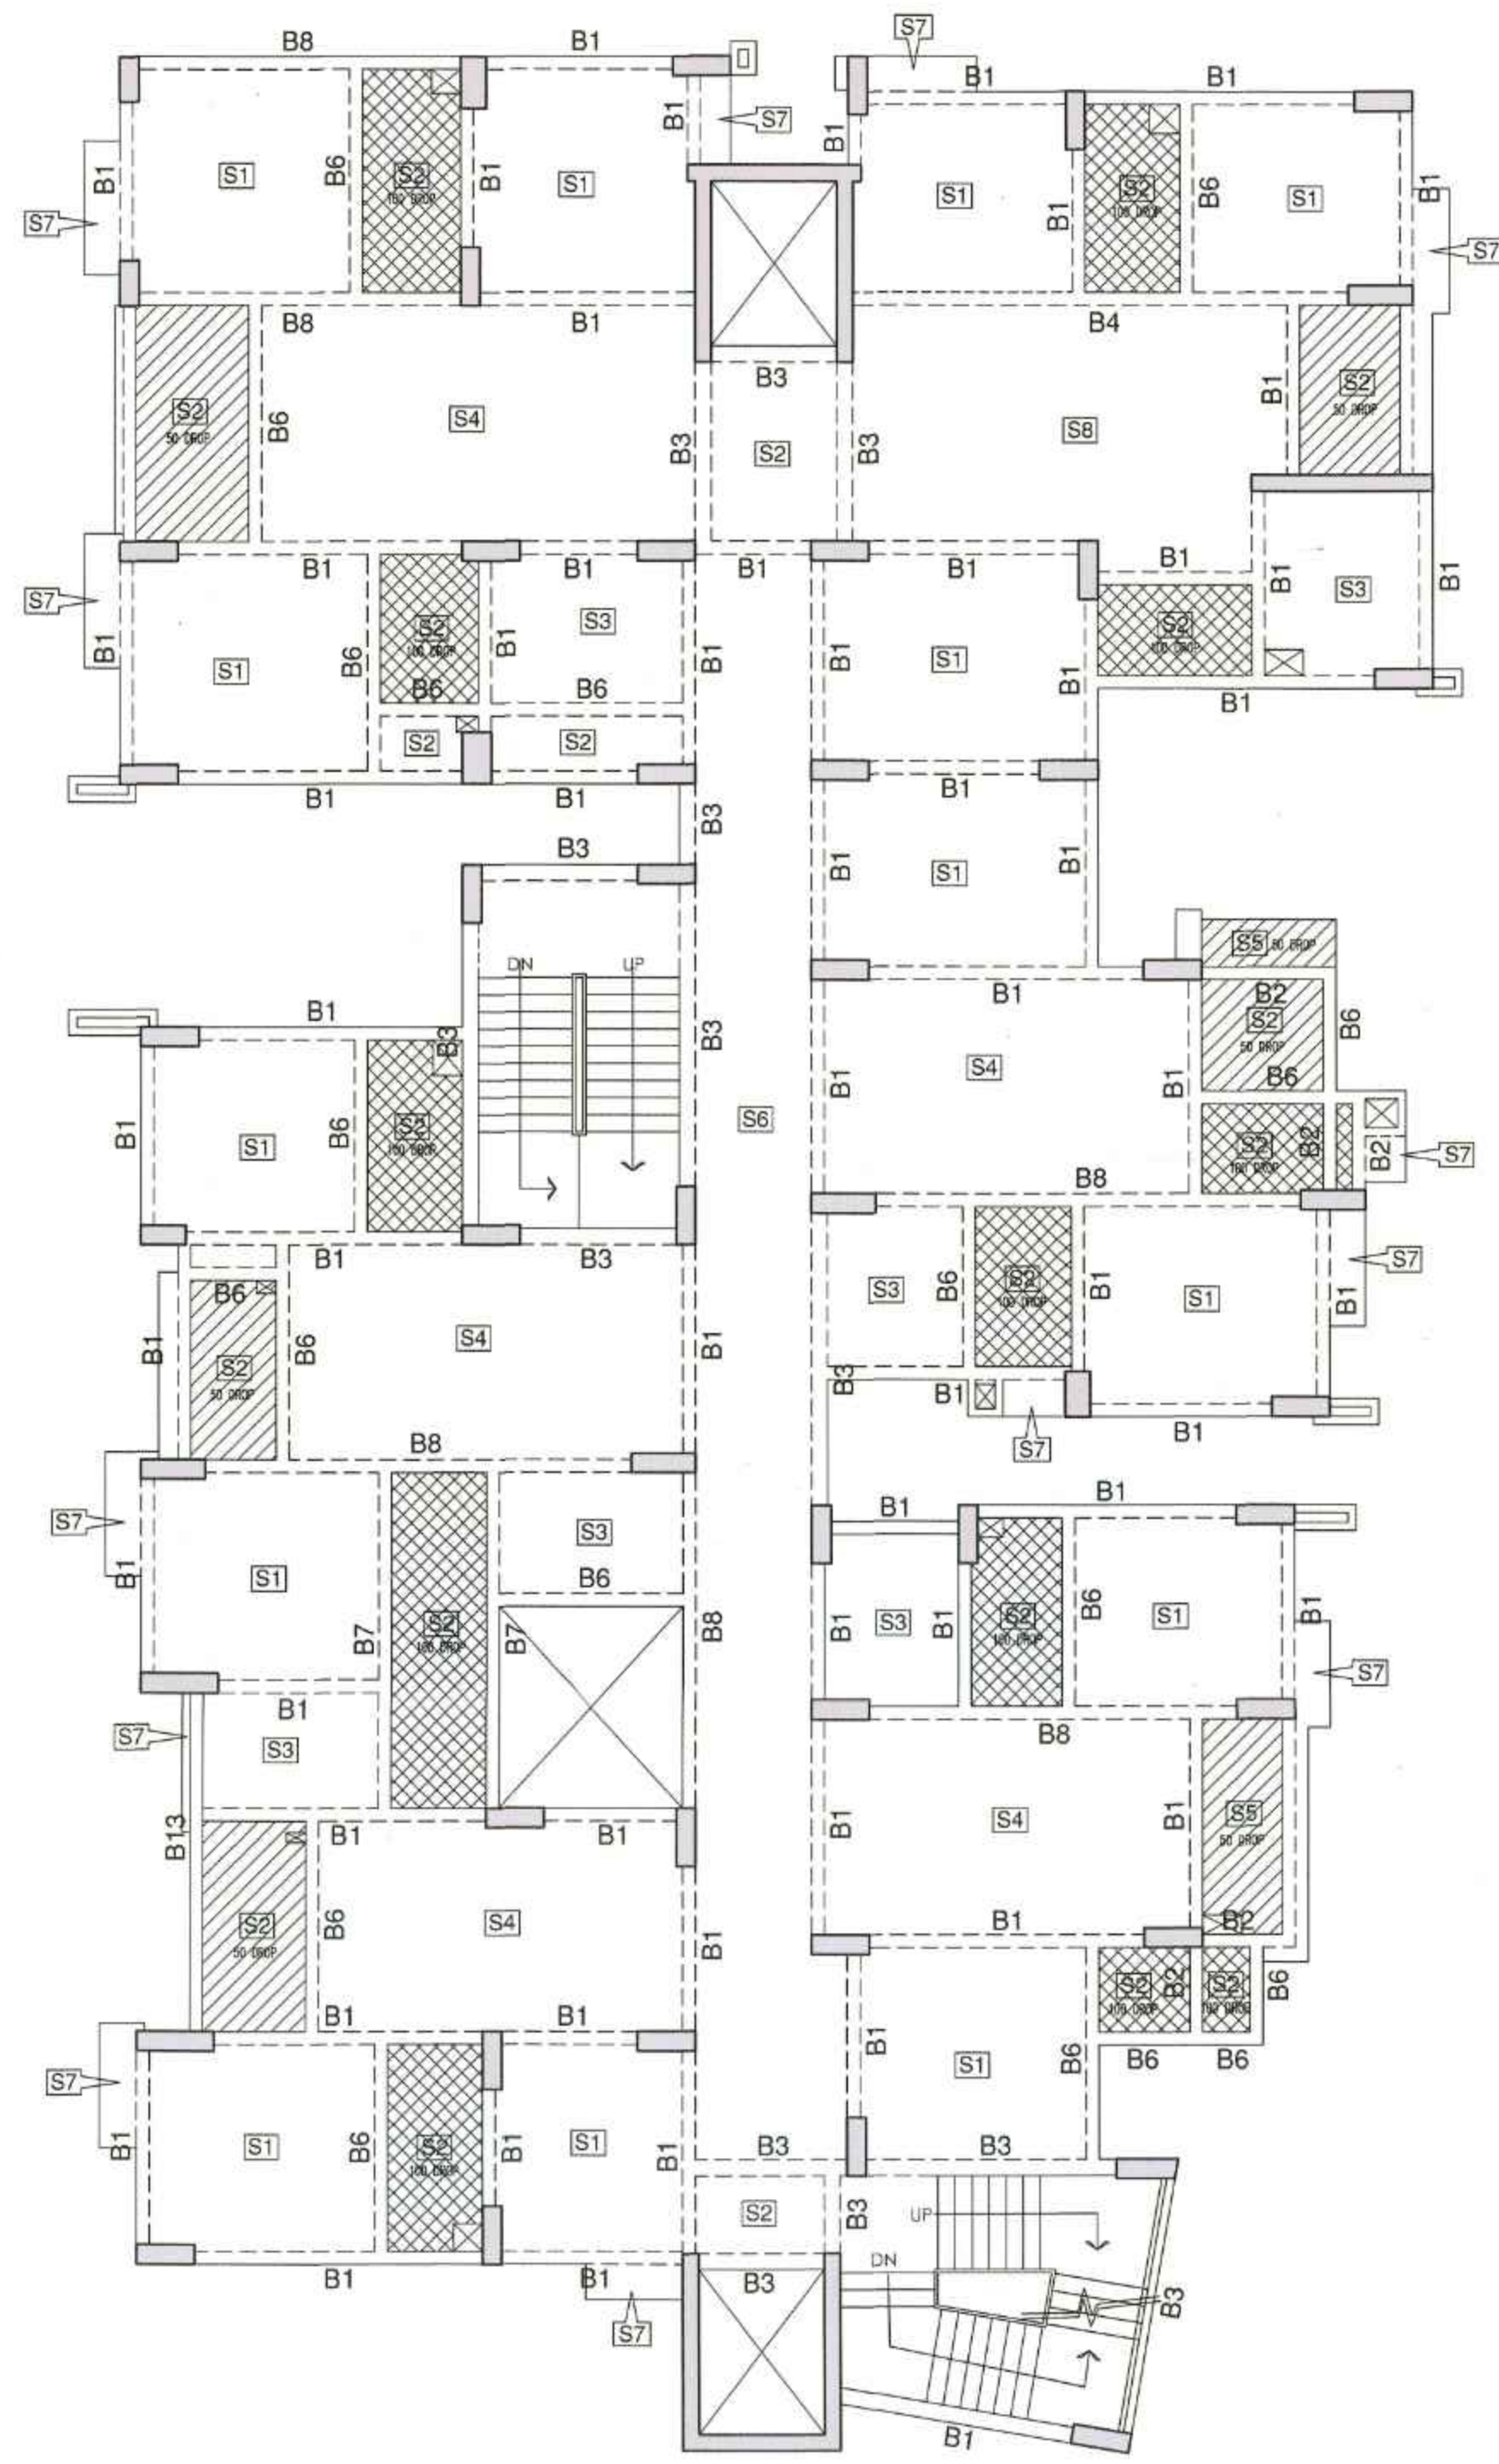 B8 B1 S7
B1 B1
B1 S7 B1
B1 S1 B6 S2 B1 S1 S1 B1 S2 B6 S1 B1
100 DROP 100 DROP
S7 S7
B8 B1 B4
B3
S2 B6 S4 B3 S2 B3 S8 B1 S2
50 DROP 50 DROP
B1 B1 B1 B1 B1
S7 B1 S3
B1 S1 B6 S2 B1 S3 B1 B1 S1 B1 S2 B1 B1
100 DROP 100 DROP
B6 B6 B1
S2 S2
B1 B1 B1
B3
B3 B1 S1 B1
DN UP S5 50 DROP
B1 B1 B2
B3 B3 S2 B6
50 DROP
B1 S4 B1 B6
B1 S1 B6 S2 S6 S2 B2 B2 S7
100 DROP 100 DROP
B8
B1 B3 S7
B6 S3 B6 S2 B1 S1 B1
100 DROP
B1 B6 S4 B1
S2
50 DROP B3 B1
B8 B1
S7
S7 B1 B1
S3
B1 S1 B6 B1 S3 B1 S2 B6 S1 B1
100 DROP
B7 S2 B7 B8
100 DROP
S7
B1 B8
S7 S3
B13 B1 B1 B1 S4 B1 S5
50 DROP
S2 B6 S4 B1 B1 B2
50 DROP
B1 B1 S2 B2 S2 B6
100 DROP 100 DROP
S7 B1 S1 B6 B6 B6
B1 S1 B6 S2 B1 S1 B1 B3 B3
100 DROP
S2 B3 UP
B1 B1 B3 DN
B3
S7
B1